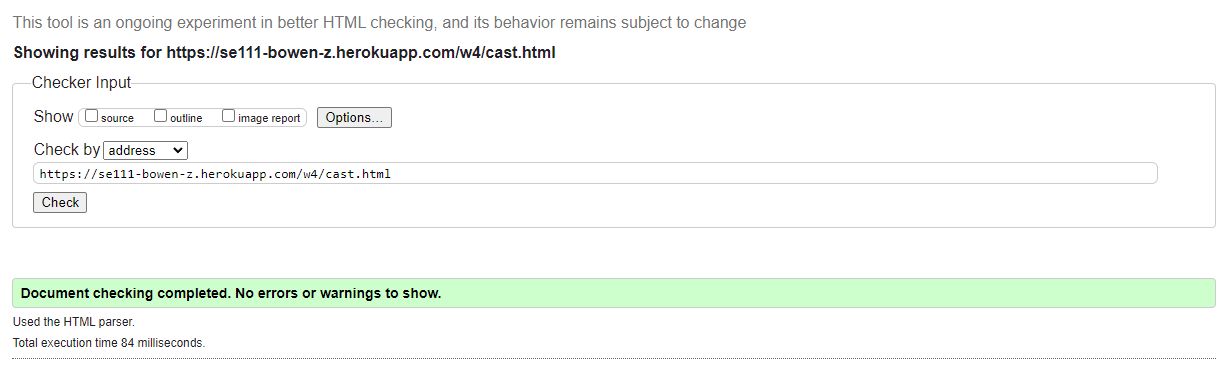 This tool is an ongoing experiment in better HTML checking, and its behavior remains subject to change
Showing results for https://se111-bowen-z.herokuapp.com/w4/cast.html
Checker Input
Show source outline image report Options...
Check by address
https://se111-bowen-z.herokuapp.com/w4/cast.html
Check
Document checking completed. No errors or warnings to show.
Used the HTML parser.
Total execution time 84 milliseconds.